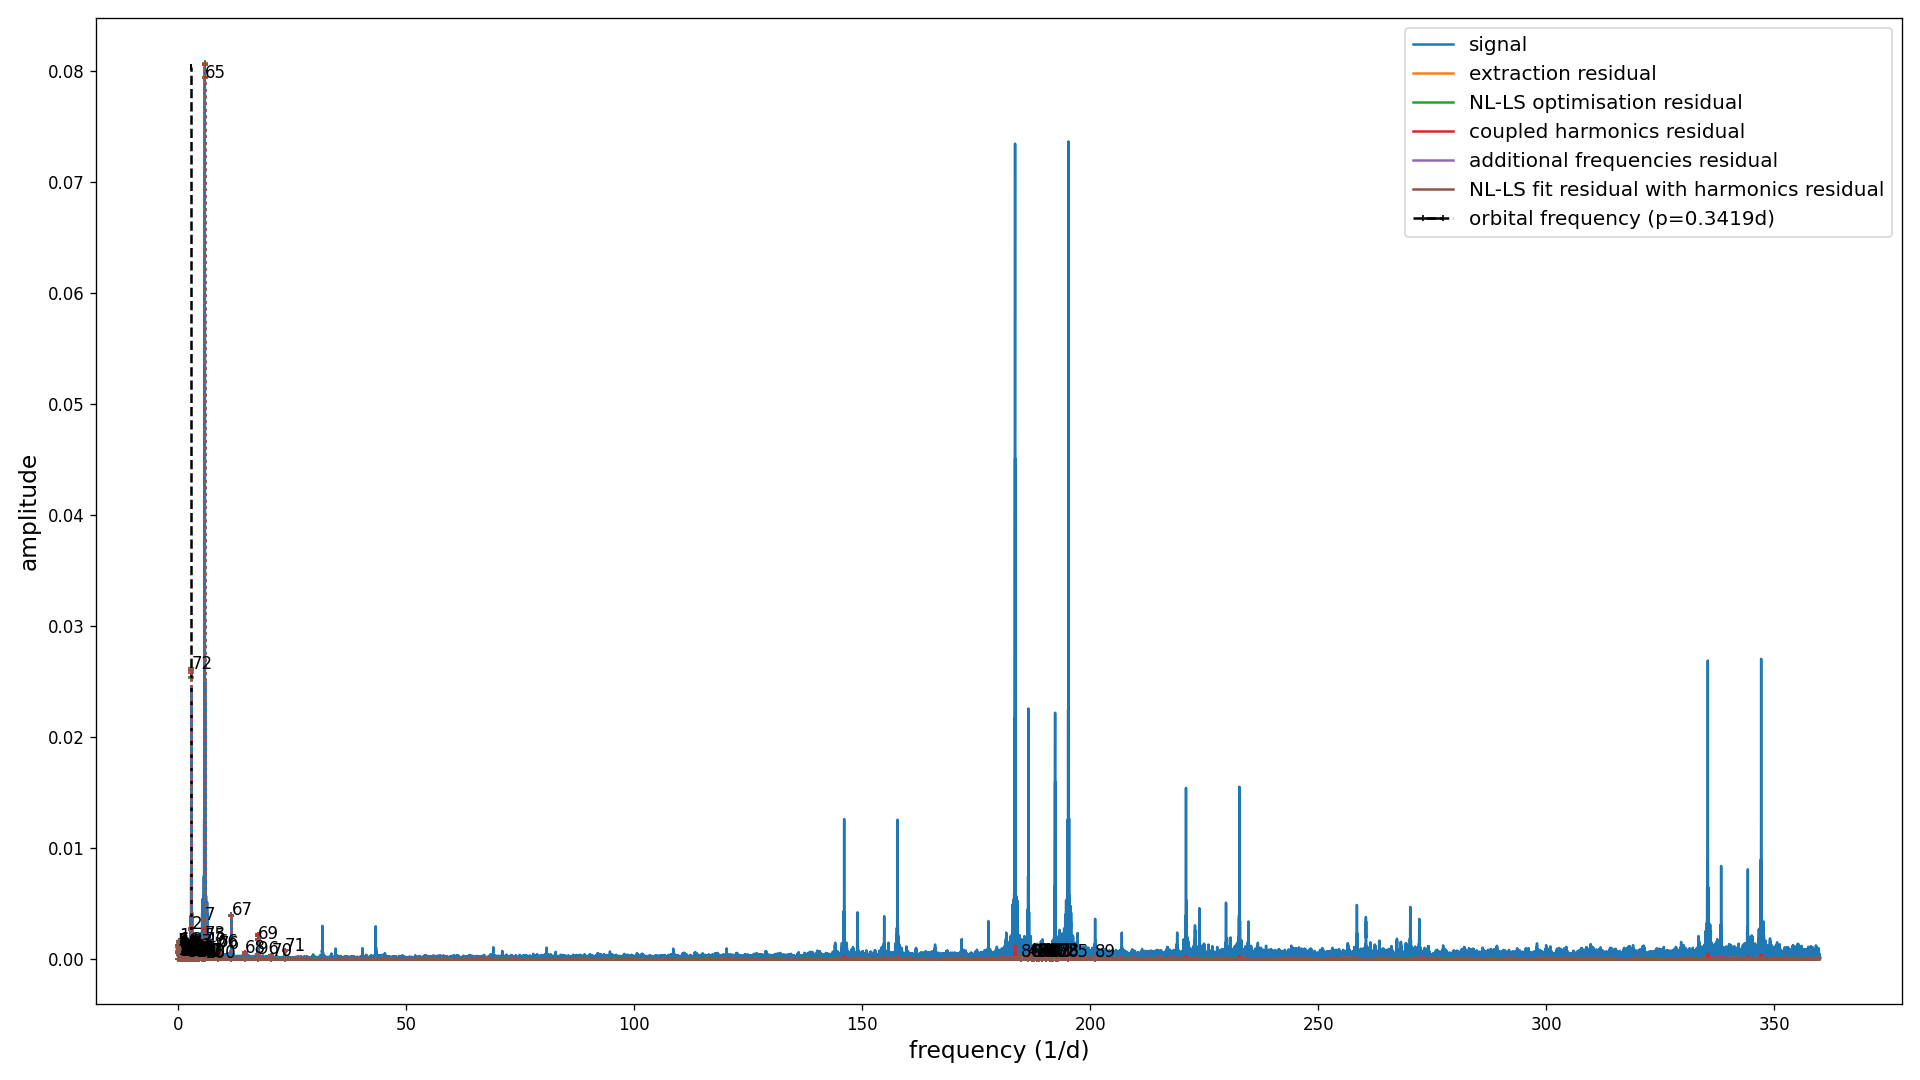 signal
extraction residual
NL-LS optimisation residual
coupled harmonics residual
additional frequencies residual
NL-LS fit residual with harmonics residual
orbital frequency (p=0.3419d)
amplitude
0.08
0.07
0.06
0.05
0.04
0.03
0.02
0.01
0.00
65
72
7
67
69
71
89
0
50
100
150
200
250
300
350
frequency (1/d)